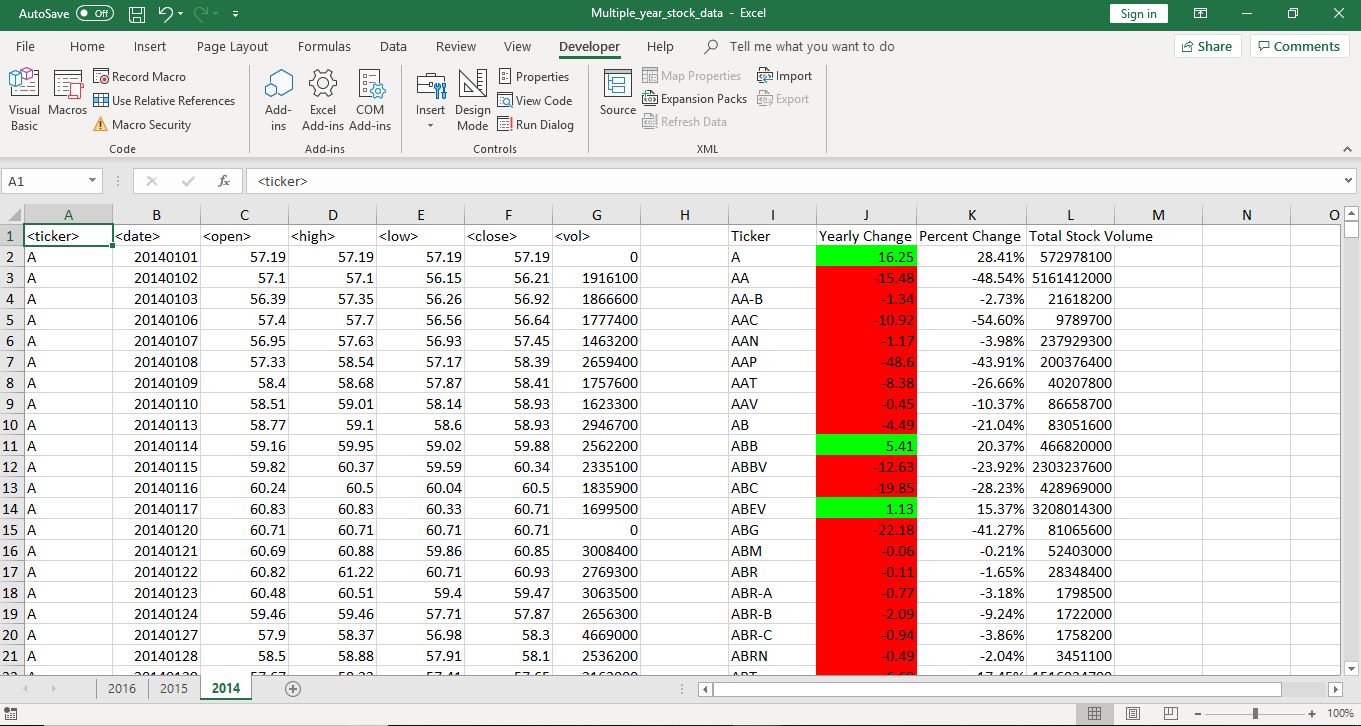 AutoSave Off Multiple_year_stock_data - Excel Sign in
File Home Insert Page Layout Formulas Data Review View Developer Help Tell me what you want to do Share Comments
Visual Basic
Macros
Record Macro
Use Relative References
Macro Security
Code
Add-ins
Excel Add-ins
COM Add-ins
Add-ins
Insert
Design Mode
Properties
View Code
Run Dialog
Controls
Source
Map Properties
Expansion Packs
Refresh Data
Import
Export
XML
A1 fx <ticker>
A B C D E F G H I J K L M N O
1 <ticker> <date> <open> <high> <low> <close> <vol> Ticker Yearly Change Percent Change Total Stock Volume
2 A 20140101 57.19 57.19 57.19 57.19 0 A 16.25 28.41% 572978100
3 A 20140102 57.1 57.1 56.15 56.21 1916100 AA -15.48 -48.54% 5161412000
4 A 20140103 56.39 57.35 56.26 56.92 1866600 AA-B -1.34 -2.73% 21618200
5 A 20140106 57.4 57.7 56.56 56.64 1777400 AAC -10.92 -54.60% 9789700
6 A 20140107 56.95 57.63 56.93 57.45 1463200 AAN -1.17 -3.98% 237929300
7 A 20140108 57.33 58.54 57.17 58.39 2659400 AAP -48.6 -43.91% 200376400
8 A 20140109 58.4 58.68 57.87 58.41 1757600 AAT -8.38 -26.66% 40207800
9 A 20140110 58.51 59.01 58.14 58.93 1623300 AAV -0.45 -10.37% 86658700
10 A 20140113 58.77 59.1 58.6 58.93 2946700 AB -4.49 -21.04% 83051600
11 A 20140114 59.16 59.95 59.02 59.88 2562200 ABB 5.41 20.37% 466820000
12 A 20140115 59.82 60.37 59.59 60.34 2335100 ABBV -12.63 -23.92% 2303237600
13 A 20140116 60.24 60.5 60.04 60.5 1835900 ABC -19.85 -28.23% 428969000
14 A 20140117 60.83 60.83 60.33 60.71 1699500 ABEV 1.13 15.37% 3208014300
15 A 20140120 60.71 60.71 60.71 60.71 0 ABG -22.18 -41.27% 81065600
16 A 20140121 60.69 60.88 59.86 60.85 3008400 ABM -0.06 -0.21% 52403000
17 A 20140122 60.82 61.22 60.71 60.93 2769300 ABR -0.11 -1.65% 28348400
18 A 20140123 60.48 60.51 59.4 59.47 3063500 ABR-A -0.77 -3.18% 1798500
19 A 20140124 59.46 59.46 57.71 57.87 2656300 ABR-B -2.09 -9.24% 1722000
20 A 20140127 57.9 58.37 56.98 58.3 4669000 ABR-C -0.94 -3.86% 1758200
21 A 20140128 58.5 58.88 57.91 58.1 2536200 ABRN -0.49 -2.04% 3451100
2016 2015 2014
100%